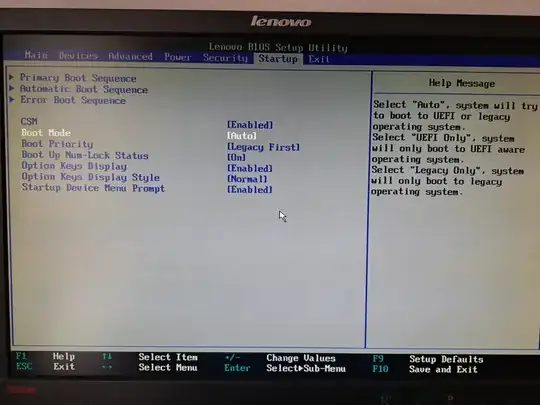 lenovo
Lenovo BIOS Setup Utility
Main Devices Advanced Power Security Startup Exit
Primary Boot Sequence
Automatic Boot Sequence
Error Boot Sequence
CSM [Enabled]
Boot Mode [Auto]
Boot Priority [Legacy First]
Boot Up Num-Lock Status [On]
Option Keys Display [Enabled]
Option Keys Display Style [Normal]
Startup Device Menu Prompt [Enabled]
Help Message
Select "Auto", system will try
to boot to UEFI or legacy
operating system.
Select "UEFI Only", system
will only boot to UEFI aware
operating system.
Select "Legacy Only", system
will only boot to legacy
operating system.
F1 Help ↑↓ Select Item +/- Change Values F9 Setup Defaults
ESC Exit ←→ Select Menu Enter Select▶Sub-Menu F10 Save and Exit